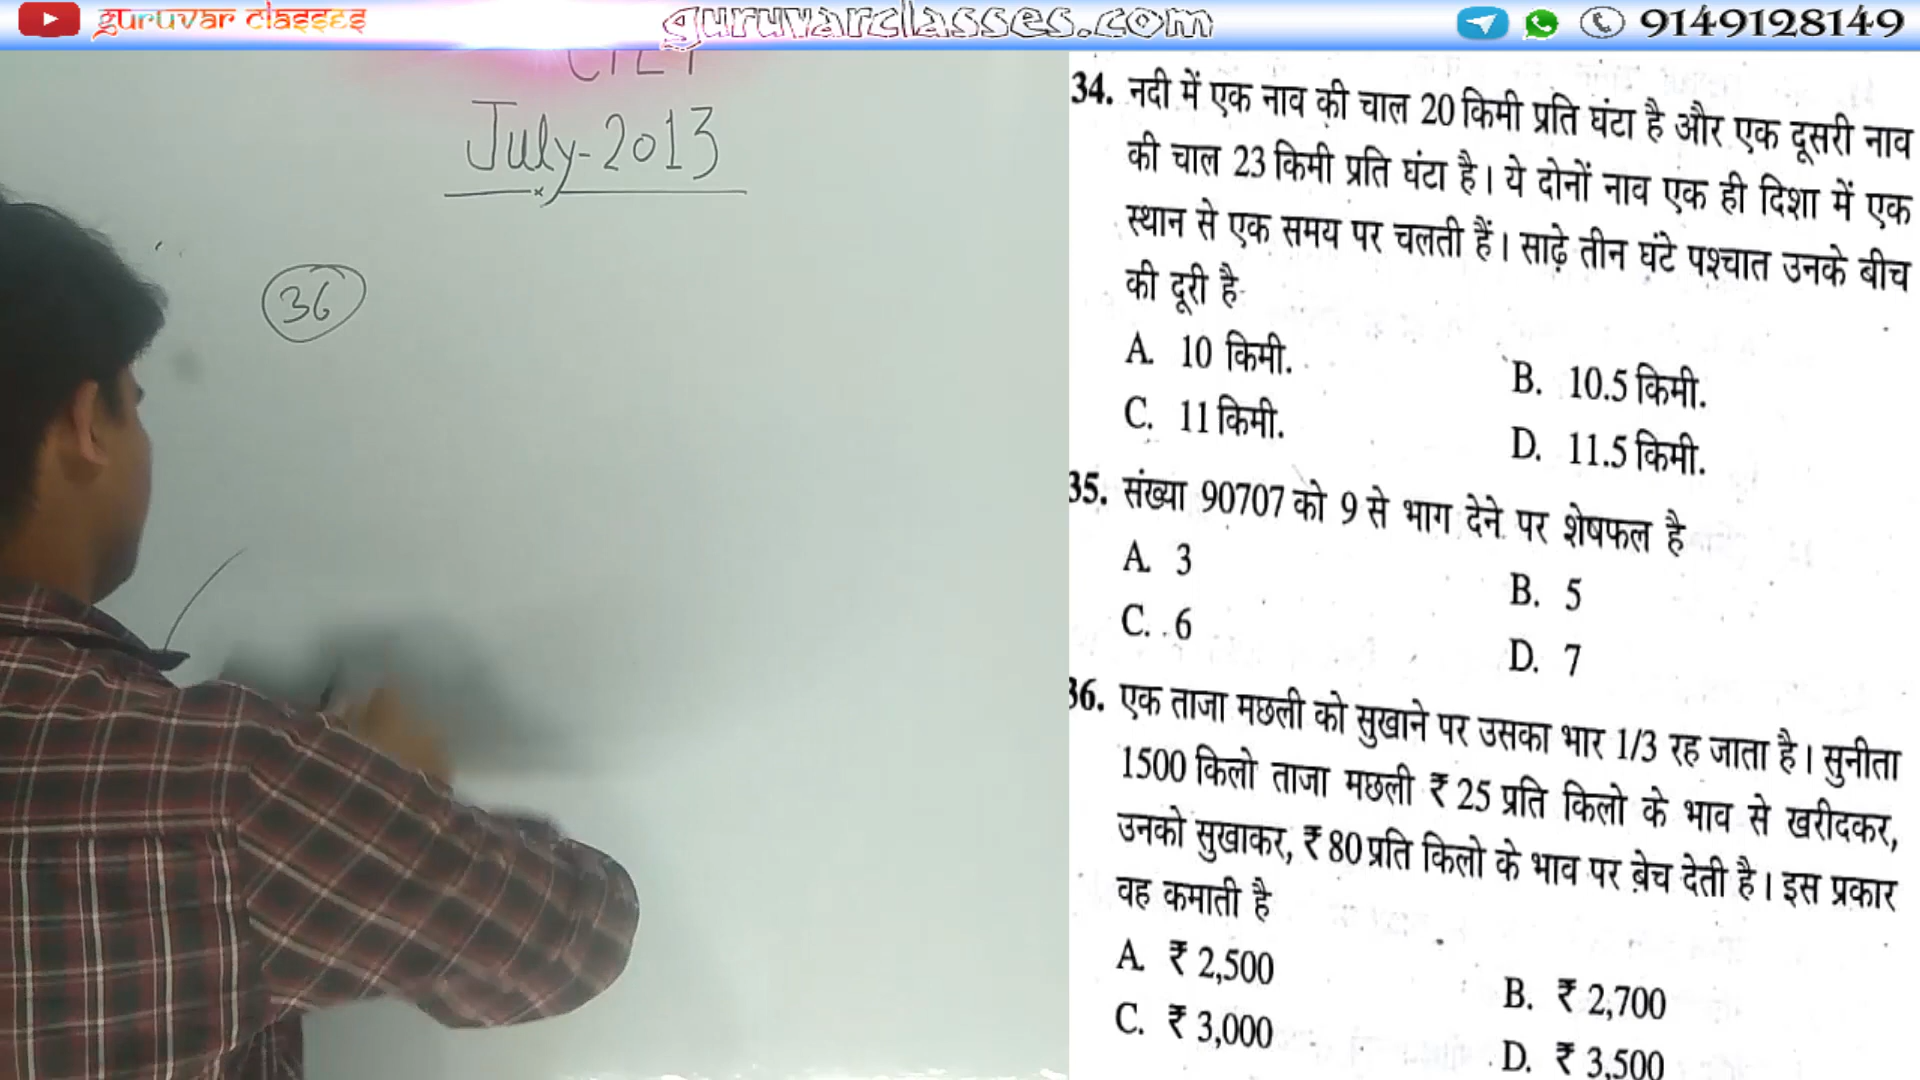 guruvar classes
guruvarclasses.com
9149128149
July-2013
36
34. नदी में एक नाव की चाल 20 किमी प्रति घंटा है और एक दूसरी नाव
की चाल 23 किमी प्रति घंटा है। ये दोनों नाव एक ही दिशा में एक
स्थान से एक समय पर चलती हैं। साढ़े तीन घंटे पश्चात उनके बीच
की दूरी है
A. 10 किमी.
B. 10.5 किमी.
C. 11 किमी.
D. 11.5 किमी.
35. संख्या 90707 को 9 से भाग देने पर शेषफल है
A. 3
B. 5
C. 6
D. 7
36. एक ताजा मछली को सुखाने पर उसका भार 1/3 रह जाता है। सुनीता
1500 किलो ताजा मछली ₹ 25 प्रति किलो के भाव से खरीदकर,
उनको सुखाकर, ₹ 80 प्रति किलो के भाव पर बेच देती है। इस प्रकार
वह कमाती है
A. ₹ 2,500
B. ₹ 2,700
C. ₹ 3,000
D. ₹ 3,500